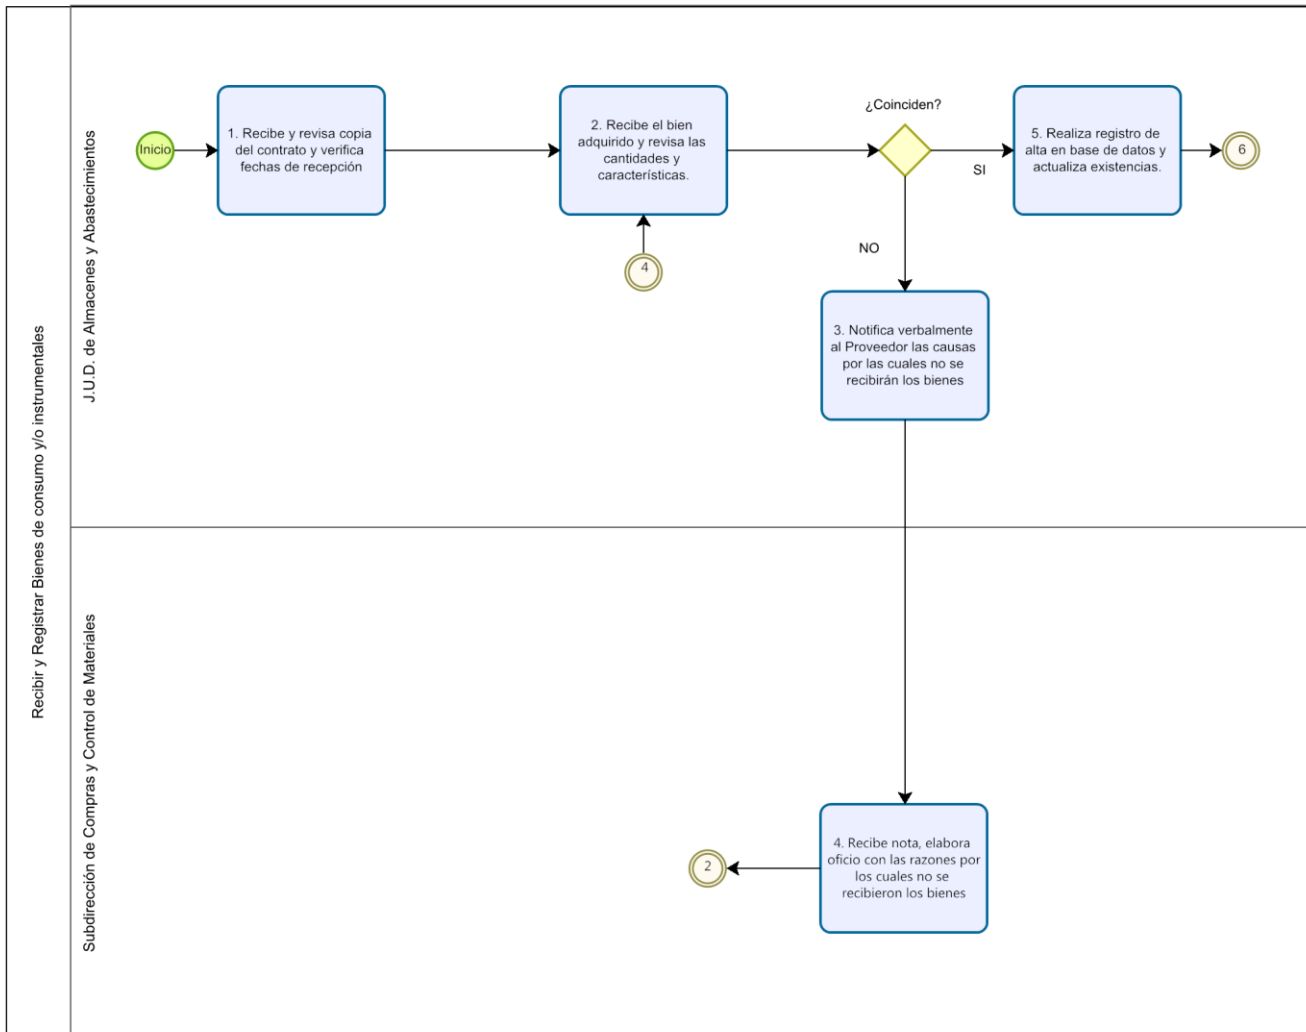 Recibir y Registrar Bienes de consumo y/o instrumentales
J.U.D. de Almacenes y Abastecimientos
Inicio
1. Recibe y revisa copia
del contrato y verifica
fechas de recepción
2. Recibe el bien
adquirido y revisa las
cantidades y
características.
4
¿Coinciden?
SI
NO
5. Realiza registro de
alta en base de datos y
actualiza existencias.
6
3. Notifica verbalmente
al Proveedor las causas
por las cuales no se
recibirán los bienes
Subdirección de Compras y Control de Materiales
4. Recibe nota, elabora
oficio con las razones por
los cuales no se
recibieron los bienes
2